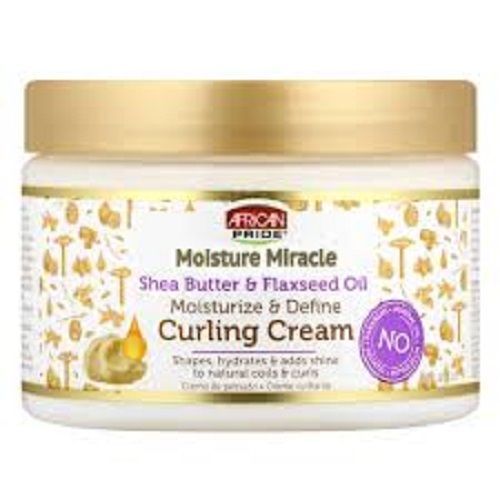 AFRICAN
PRIDE
Moisture Miracle
Shea Butter & Flaxseed Oil
Moisturize & Define
Curling Cream
Shapes, hydrates & adds shine
to natural coils & curls
NO